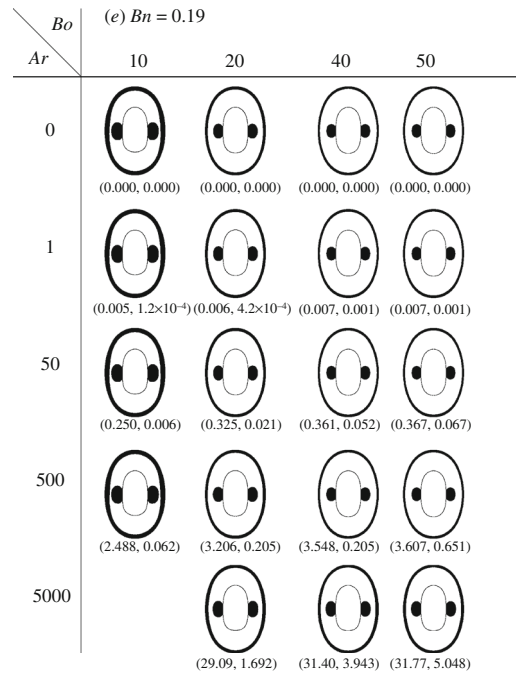 Bo
(e) Bn = 0.19
Ar
10 20 40 50
0
(0.000, 0.000) (0.000, 0.000) (0.000, 0.000) (0.000, 0.000)
1
(0.005, 1.2×10⁻⁴) (0.006, 4.2×10⁻⁴) (0.007, 0.001) (0.007, 0.001)
50
(0.250, 0.006) (0.325, 0.021) (0.361, 0.052) (0.367, 0.067)
500
(2.488, 0.062) (3.206, 0.205) (3.548, 0.205) (3.607, 0.651)
5000
(29.09, 1.692) (31.40, 3.943) (31.77, 5.048)